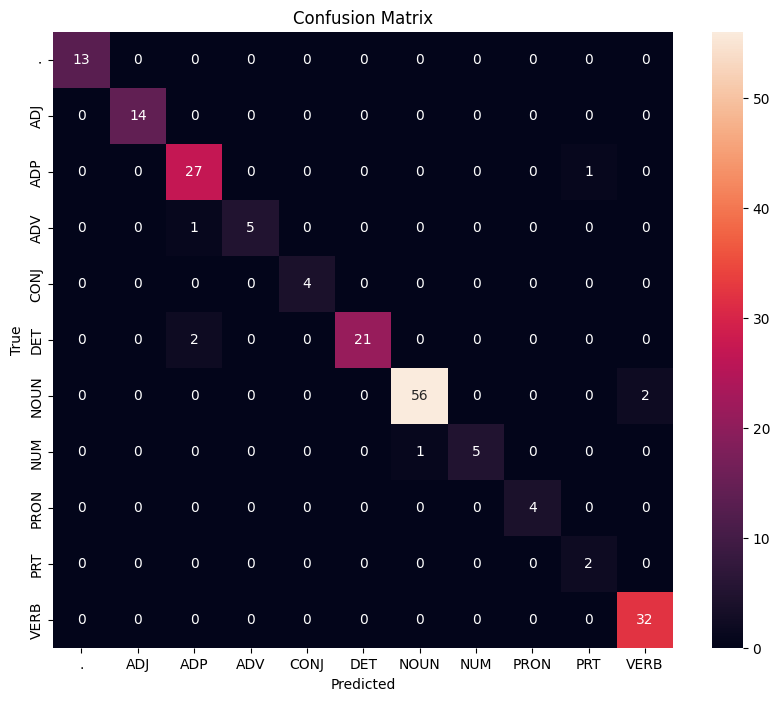 Confusion Matrix
. 13 0 0 0 0 0 0 0 0 0 0
ADJ 0 14 0 0 0 0 0 0 0 0 0
ADP 0 0 27 0 0 0 0 0 0 1 0
ADV 0 0 1 5 0 0 0 0 0 0 0
CONJ 0 0 0 0 4 0 0 0 0 0 0
DET 0 0 2 0 0 21 0 0 0 0 0
NOUN 0 0 0 0 0 0 56 0 0 0 2
NUM 0 0 0 0 0 0 1 5 0 0 0
PRON 0 0 0 0 0 0 0 0 4 0 0
PRT 0 0 0 0 0 0 0 0 0 2 0
VERB 0 0 0 0 0 0 0 0 0 0 32
. ADJ ADP ADV CONJ DET NOUN NUM PRON PRT VERB
Predicted
True
50
40
30
20
10
0